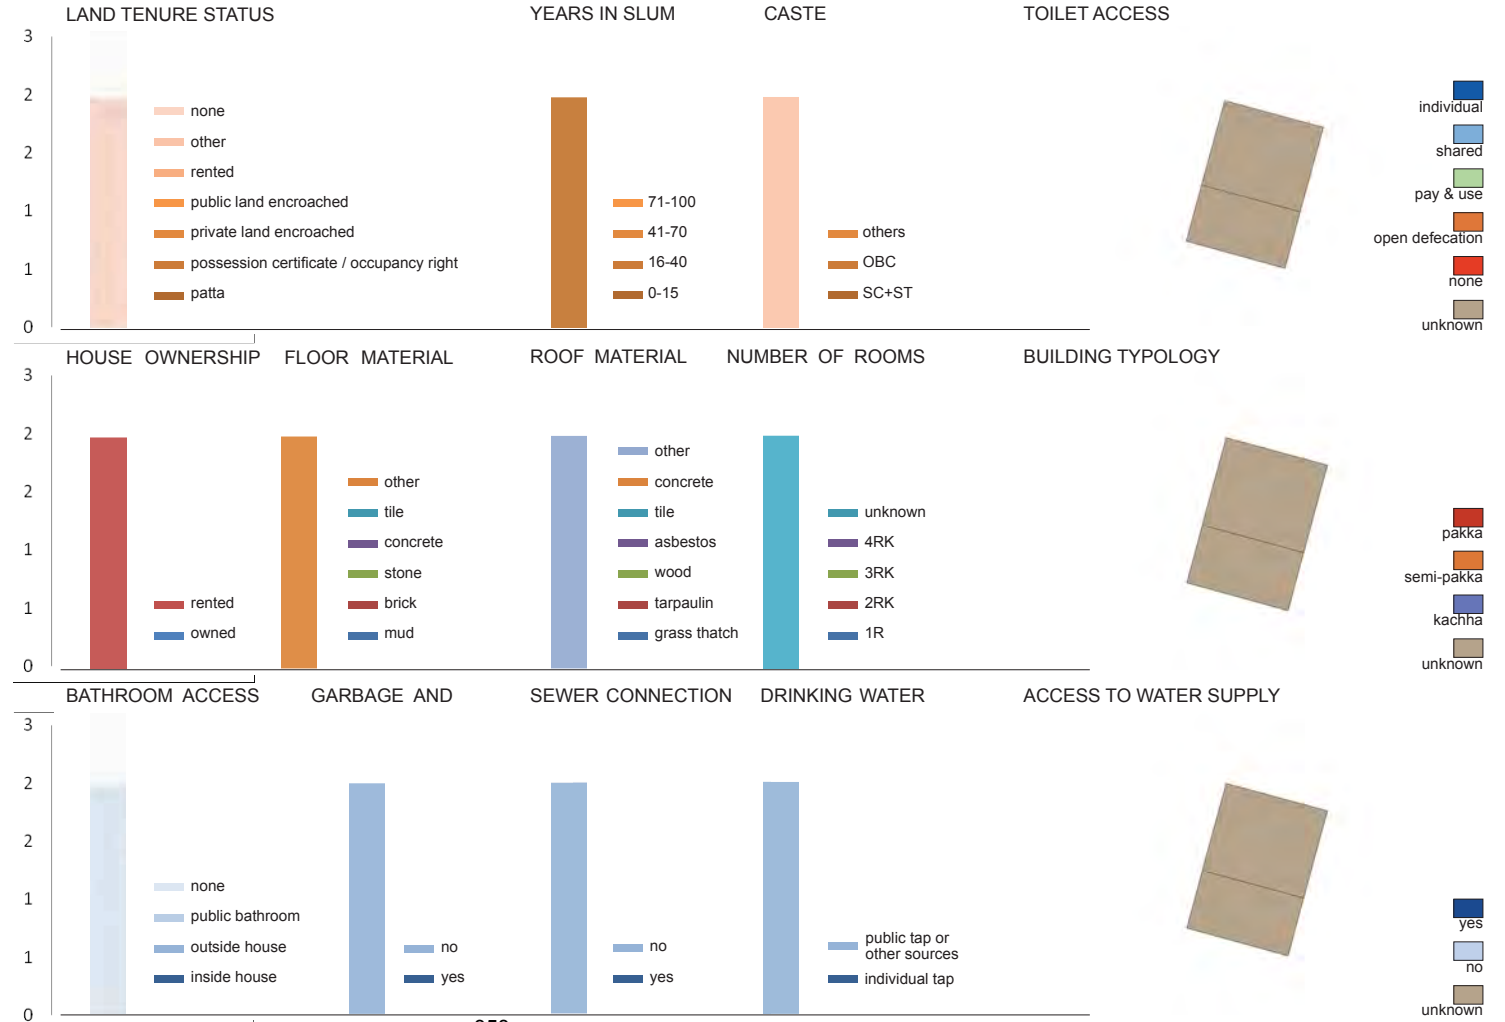 LAND TENURE STATUS
YEARS IN SLUM
CASTE
TOILET ACCESS
3
2
2
1
1
0
none
other
rented
public land encroached
private land encroached
possession certificate / occupancy right
patta
71-100
41-70
16-40
0-15
others
OBC
SC+ST
individual
shared
pay & use
open defecation
none
unknown
HOUSE OWNERSHIP
FLOOR MATERIAL
ROOF MATERIAL
NUMBER OF ROOMS
BUILDING TYPOLOGY
3
2
2
1
1
0
rented
owned
other
tile
concrete
stone
brick
mud
other
concrete
tile
asbestos
wood
tarpaulin
grass thatch
unknown
4RK
3RK
2RK
1R
pakka
semi-pakka
kachha
unknown
BATHROOM ACCESS
GARBAGE AND
SEWER CONNECTION
DRINKING WATER
ACCESS TO WATER SUPPLY
3
2
2
1
1
0
none
public bathroom
outside house
inside house
no
yes
no
yes
public tap or
other sources
individual tap
yes
no
unknown